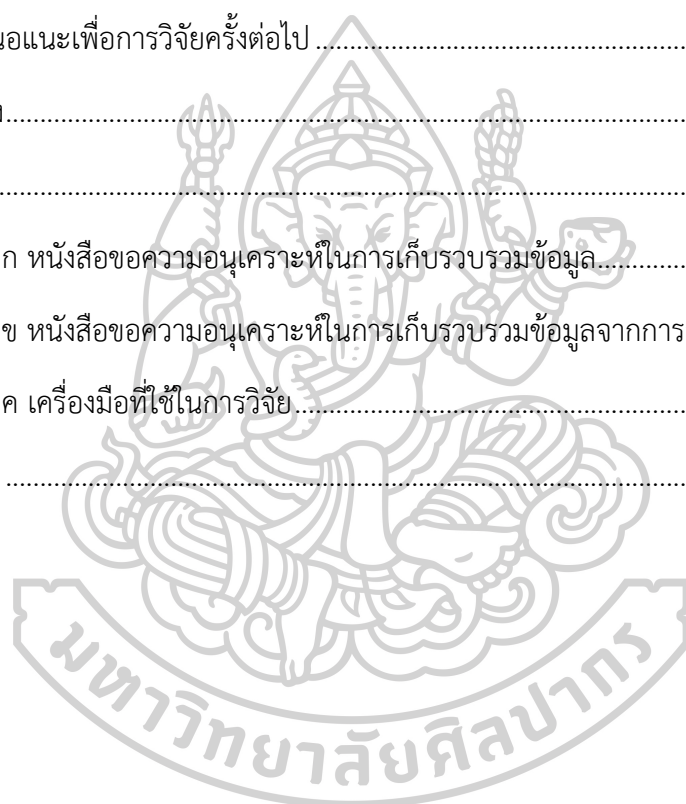 นอแนะเพื่อการวิจัยครั้งต่อไป
ก หนังสือขอความอนุเคราะห์ในการเก็บรวบรวมข้อมูล
ข หนังสือขอความอนุเคราะห์ในการเก็บรวบรวมข้อมูลจากการ
ค เครื่องมือที่ใช้ในการวิจัย
มหาวิทยาลัยศิลปากร